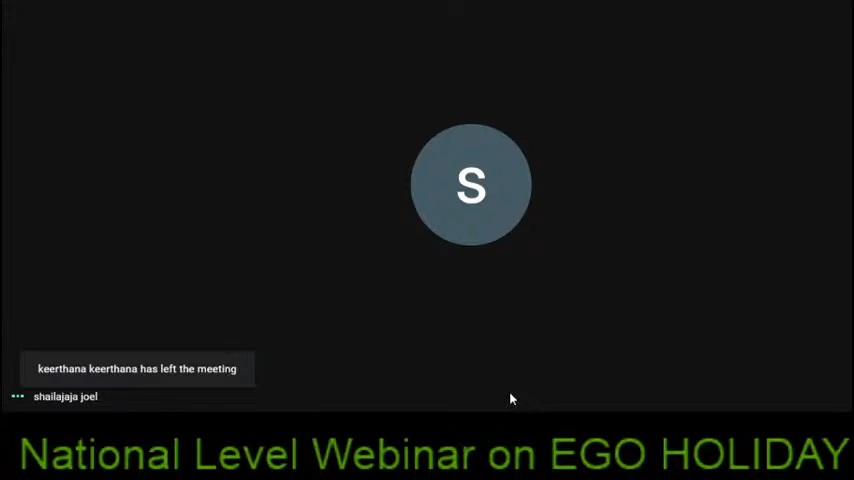 S
keerthana keerthana has left the meeting
shailajaja joel
National Level Webinar on EGO HOLIDAY